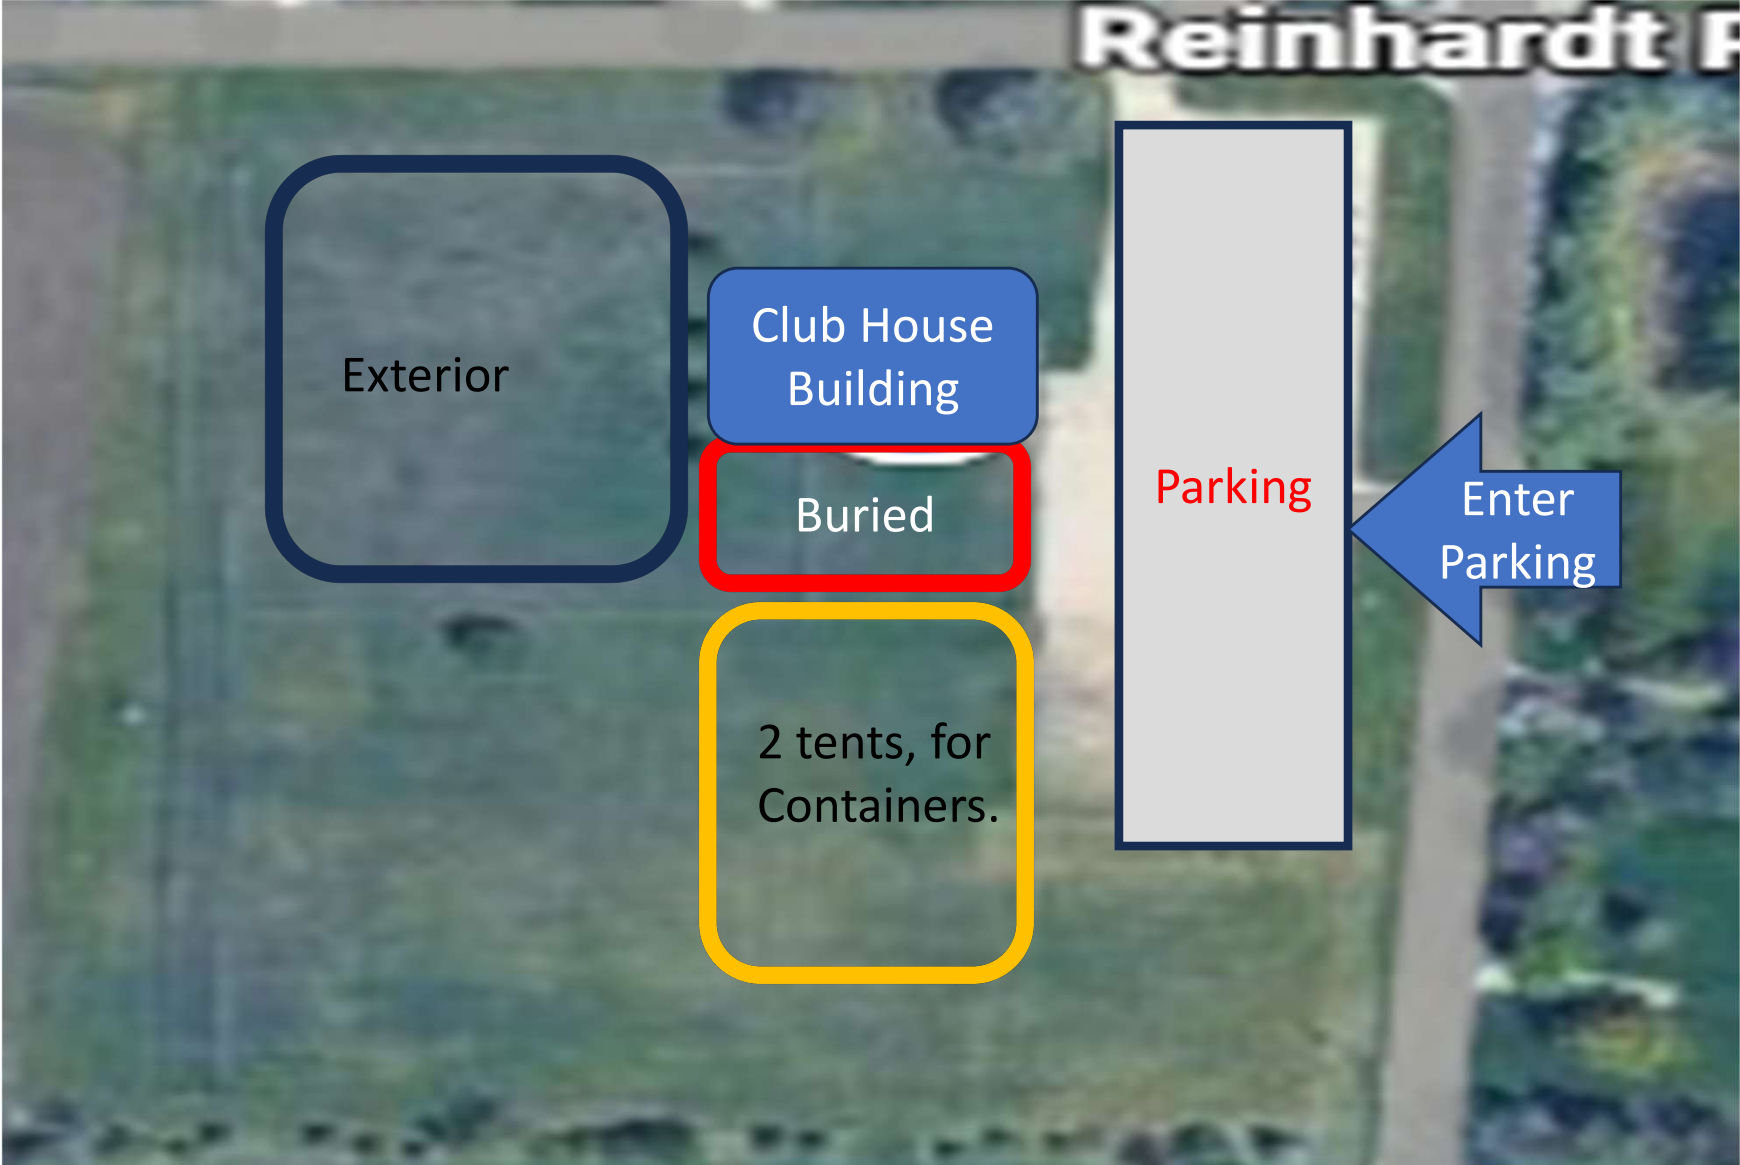 Reinhardt
Exterior
Club House
Building
Buried
Parking
Enter
Parking
2 tents, for
Containers.